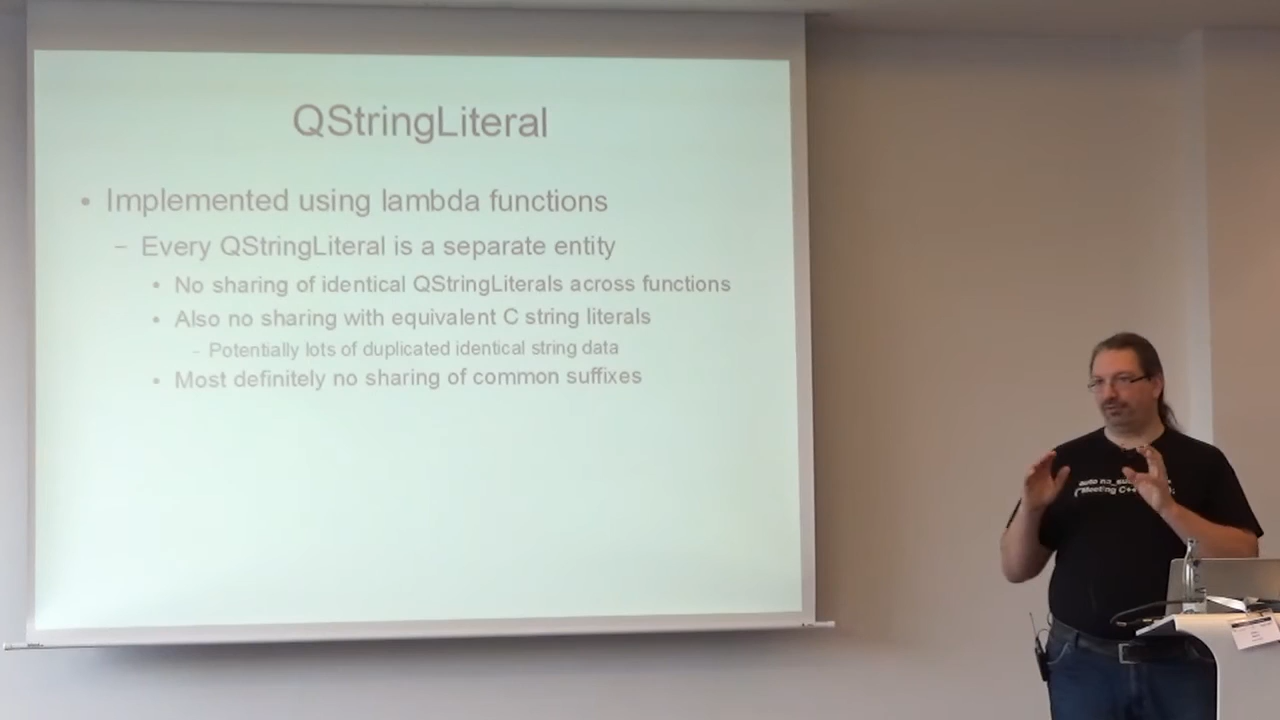 QStringLiteral
• Implemented using lambda functions
– Every QStringLiteral is a separate entity
• No sharing of identical QStringLiterals across functions
• Also no sharing with equivalent C string literals
– Potentially lots of duplicated identical string data
• Most definitely no sharing of common suffixes
auto
("Meeting C++